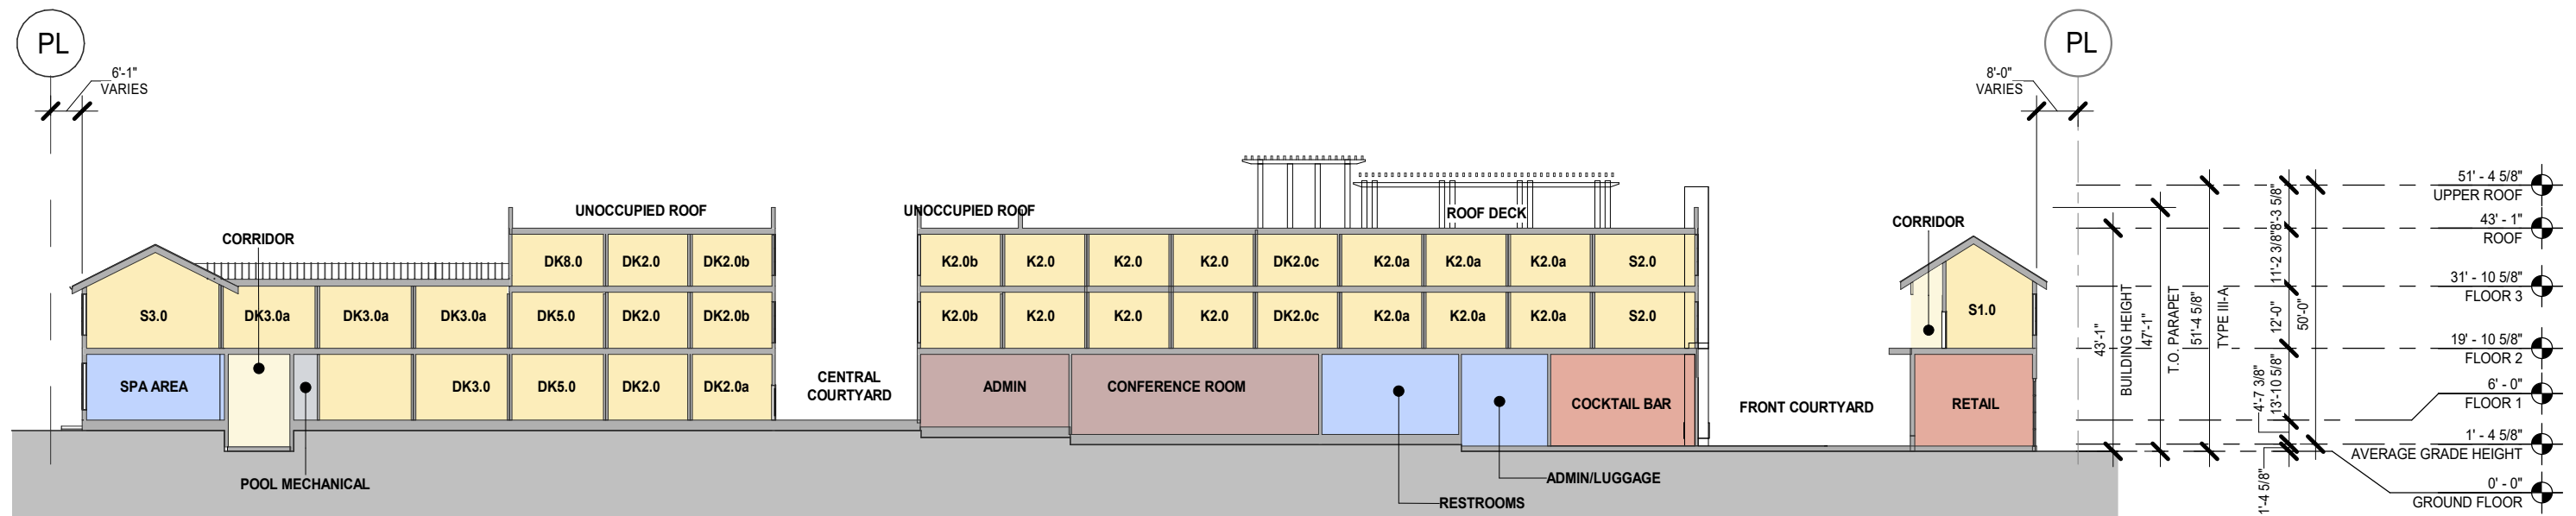 PL
PL
6'-1"
VARIES
8'-0"
VARIES
UNOCCUPIED ROOF
UNOCCUPIED ROOF
ROOF DECK
CORRIDOR
CORRIDOR
DK8.0 DK2.0 DK2.0b
K2.0b K2.0 K2.0 K2.0 DK2.0c K2.0a K2.0a K2.0a S2.0
S3.0 DK3.0a DK3.0a DK3.0a DK5.0 DK2.0 DK2.0b
K2.0b K2.0 K2.0 K2.0 DK2.0c K2.0a K2.0a K2.0a S2.0
S1.0
SPA AREA DK3.0 DK5.0 DK2.0 DK2.0a
CENTRAL
COURTYARD
ADMIN CONFERENCE ROOM
COCKTAIL BAR
FRONT COURTYARD
RETAIL
POOL MECHANICAL
ADMIN/LUGGAGE
RESTROOMS
43'-1"
BUILDING HEIGHT
47'-1"
T.O. PARAPET
51'-4 5/8"
TYPE III-A
8'-3 5/8"
11'-2 3/8"
12'-0"
13'-10 5/8"
4'-7 3/8"
1'-4 5/8"
50'-0"
51' - 4 5/8"
UPPER ROOF
43' - 1"
ROOF
31' - 10 5/8"
FLOOR 3
19' - 10 5/8"
FLOOR 2
6' - 0"
FLOOR 1
1' - 4 5/8"
AVERAGE GRADE HEIGHT
0' - 0"
GROUND FLOOR